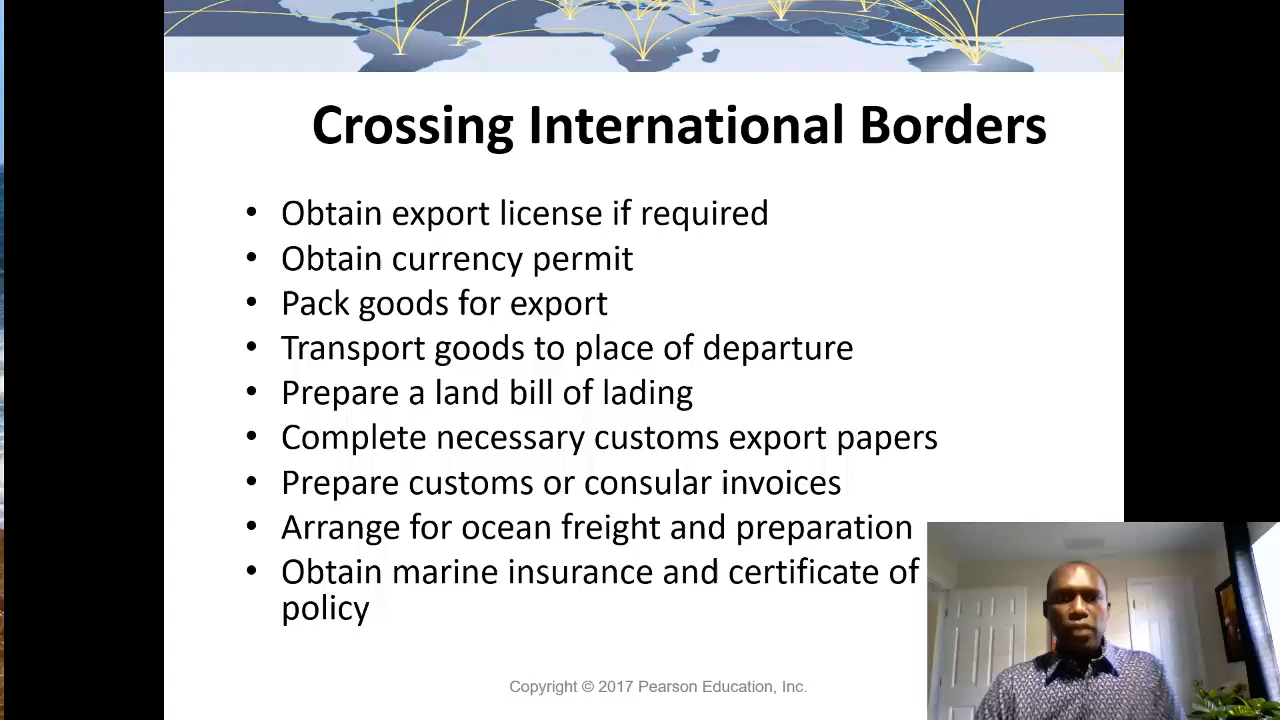 Crossing International Borders
• Obtain export license if required
• Obtain currency permit
• Pack goods for export
• Transport goods to place of departure
• Prepare a land bill of lading
• Complete necessary customs export papers
• Prepare customs or consular invoices
• Arrange for ocean freight and preparation
• Obtain marine insurance and certificate of
policy
Copyright © 2017 Pearson Education, Inc.